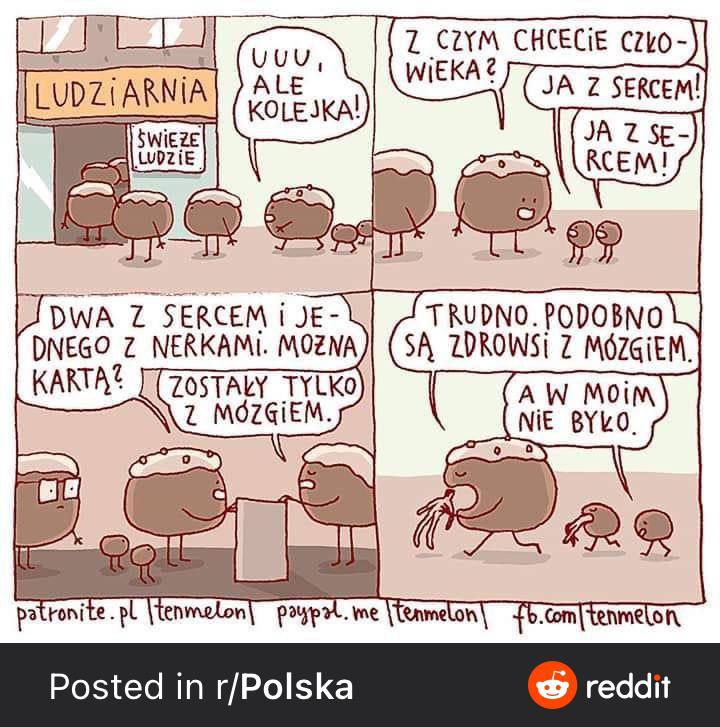 LUDZiARNiA
ŚWIEŻE
LUDZIE
UUU,
ALE
KOLEJKA!
Z CZYM CHCECiE CZŁO-
WiEKA?
JA Z SERCEM!
JA Z SE-
RCEM!
DWA Z SERCEM i JE-
DNEGO Z NERKAMi. MOŻNA
KARTĄ?
ZOSTAŁY TYLKO
Z MÓZGiEM.
TRUDNO. PODOBNO
SĄ ZDROWSi Z MÓZGiEM.
A W MOiM
NiE BYŁO.
patronite.pl |tenmelon| paypal.me |tenmelon| fb.com|tenmelon
Posted in r/Polska reddit